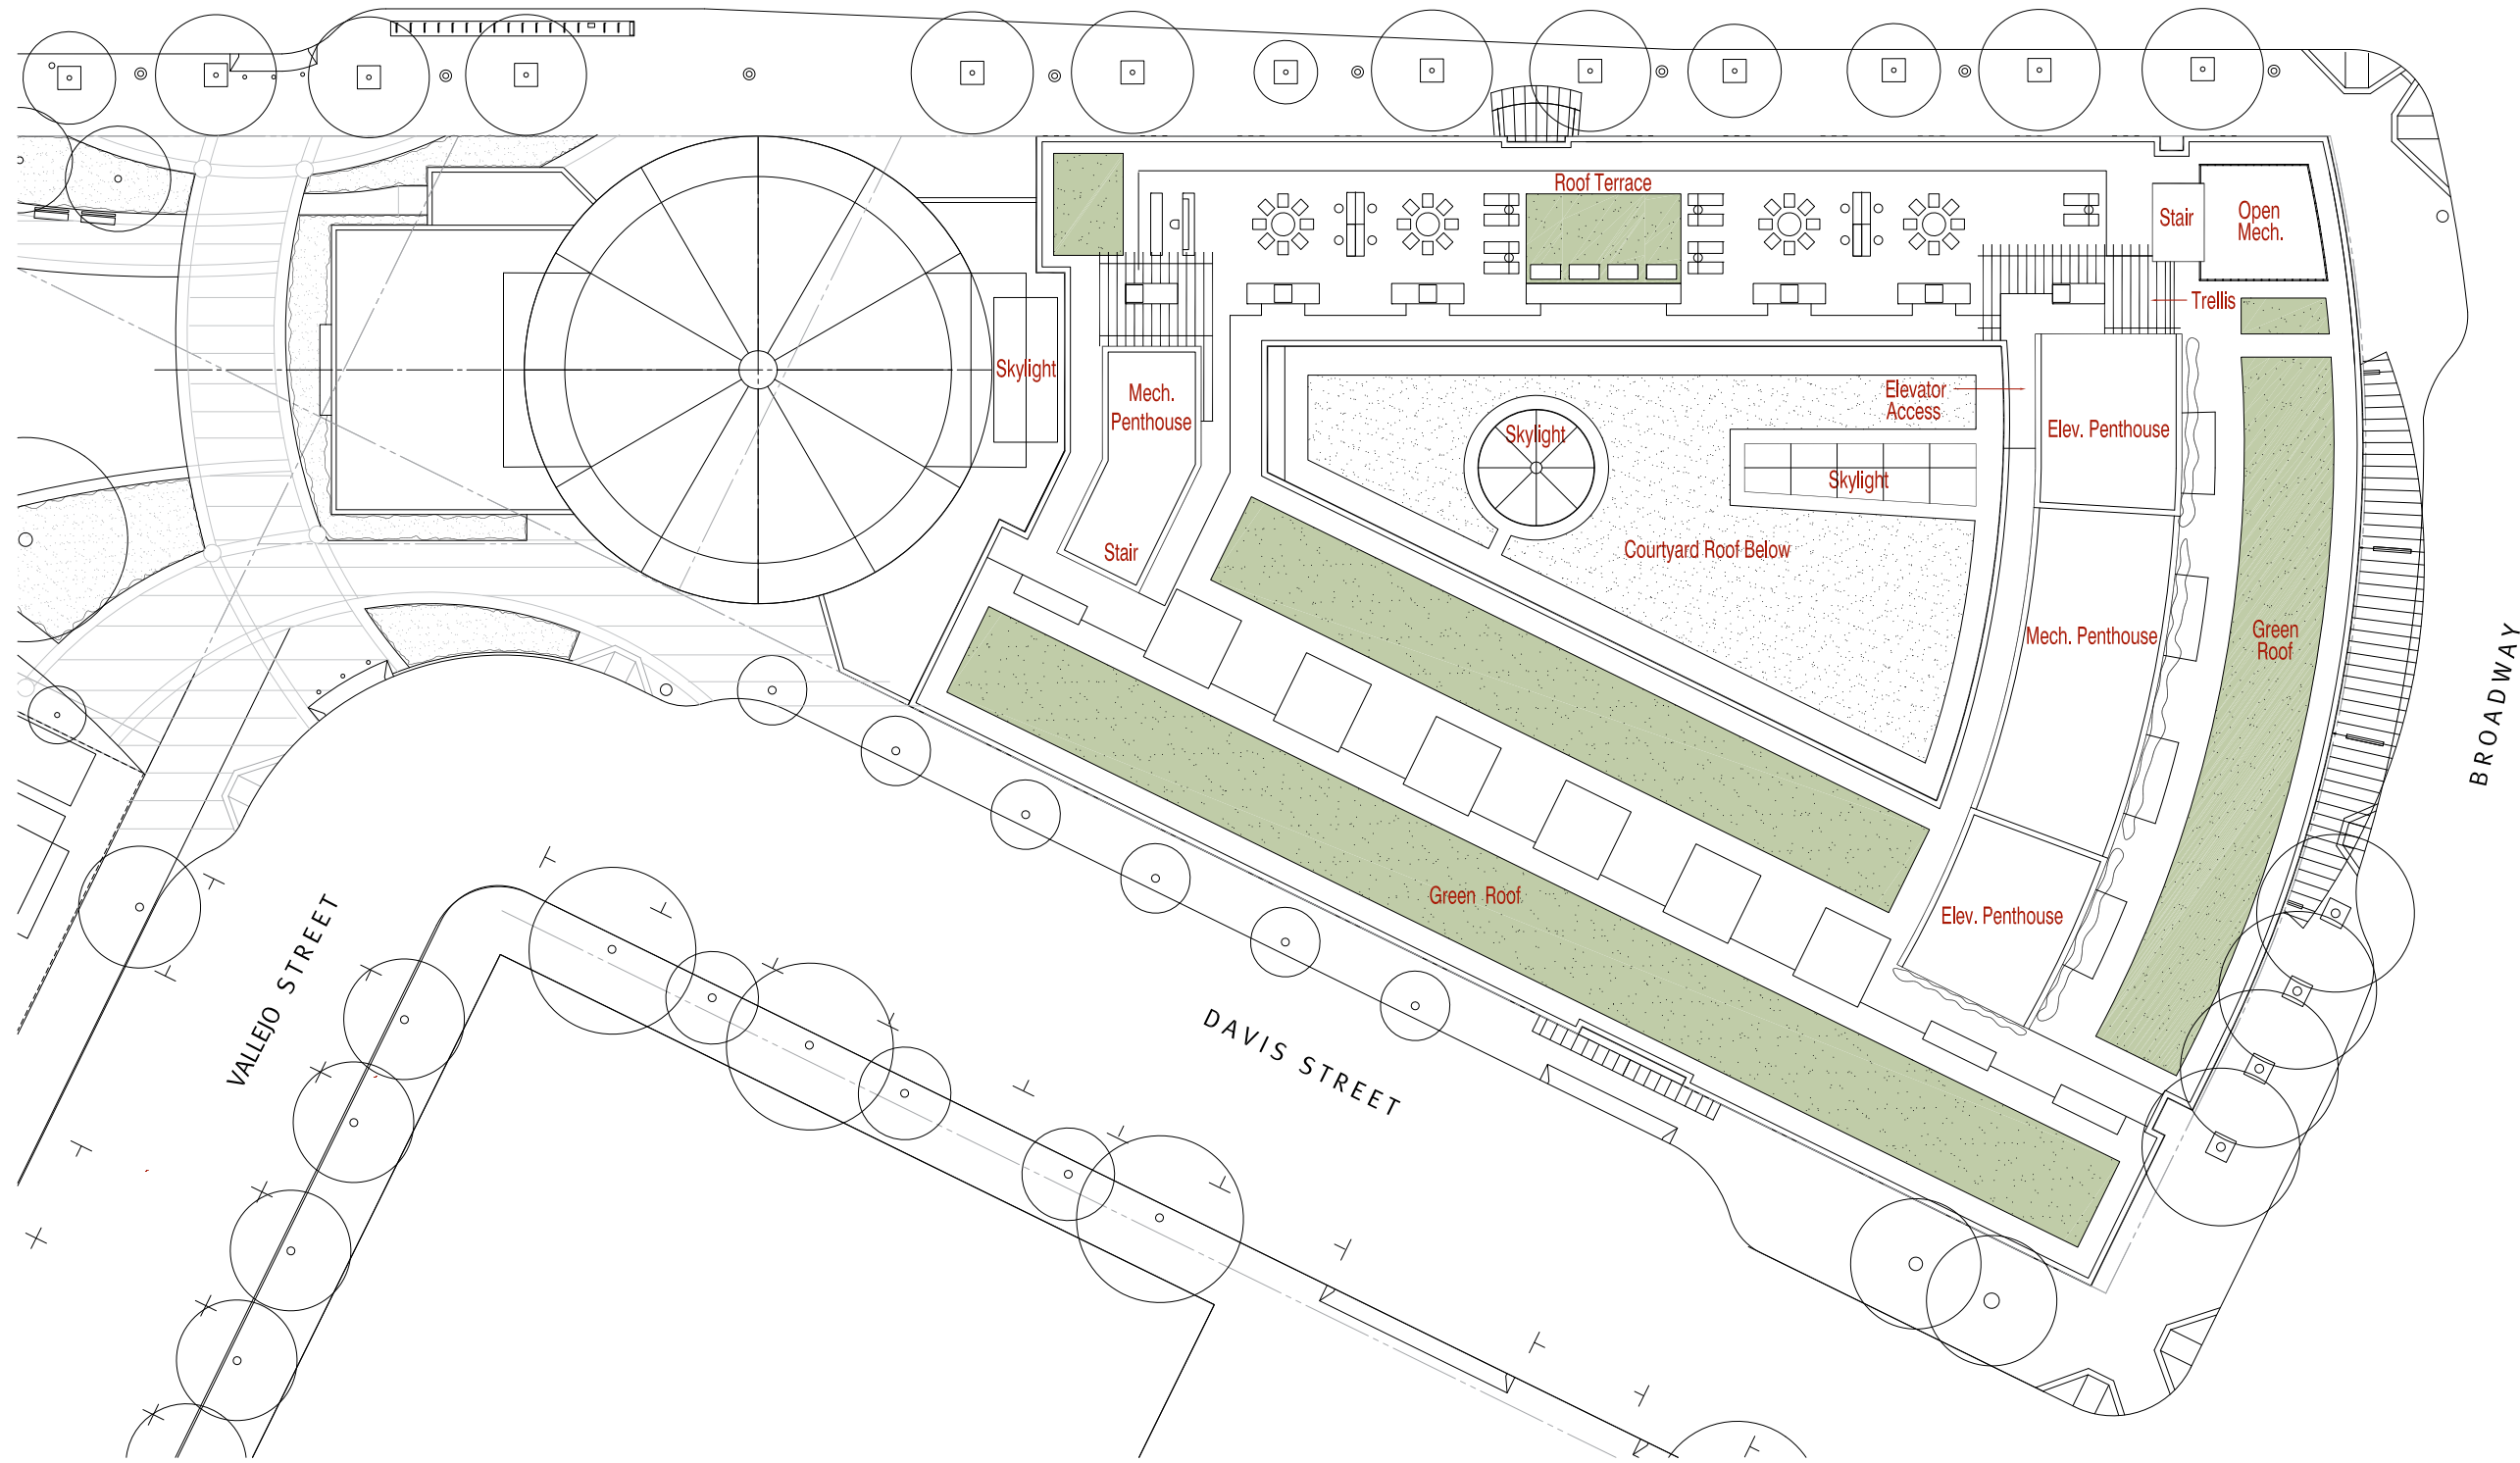 Roof Terrace
Stair
Open
Mech.
Trellis
Skylight
Mech.
Penthouse
Elevator
Access
Elev. Penthouse
Skylight
Skylight
Stair
Courtyard Roof Below
Mech. Penthouse
Green
Roof
BROADWAY
Green Roof
Elev. Penthouse
VALLEJO STREET
DAVIS STREET